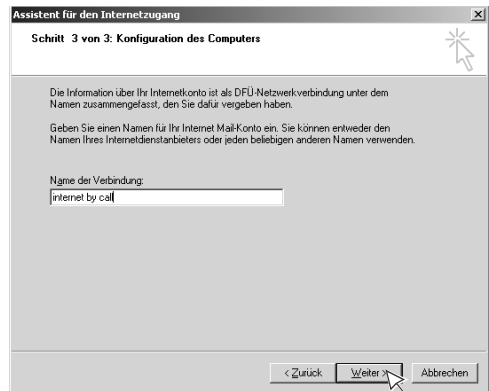 Assistent für den Internetzugang
Schritt 3 von 3: Konfiguration des Computers
Die Information über Ihr Internetkonto ist als DFÜ-Netzwerkverbindung unter dem
Namen zusammengefasst, den Sie dafür vergeben haben.
Geben Sie einen Namen für Ihr Internet Mail-Konto ein. Sie können entweder den
Namen Ihres Internetdienstanbieters oder jeden beliebigen anderen Namen verwenden.
Name der Verbindung:
internet by call
< Zurück Weiter > Abbrechen